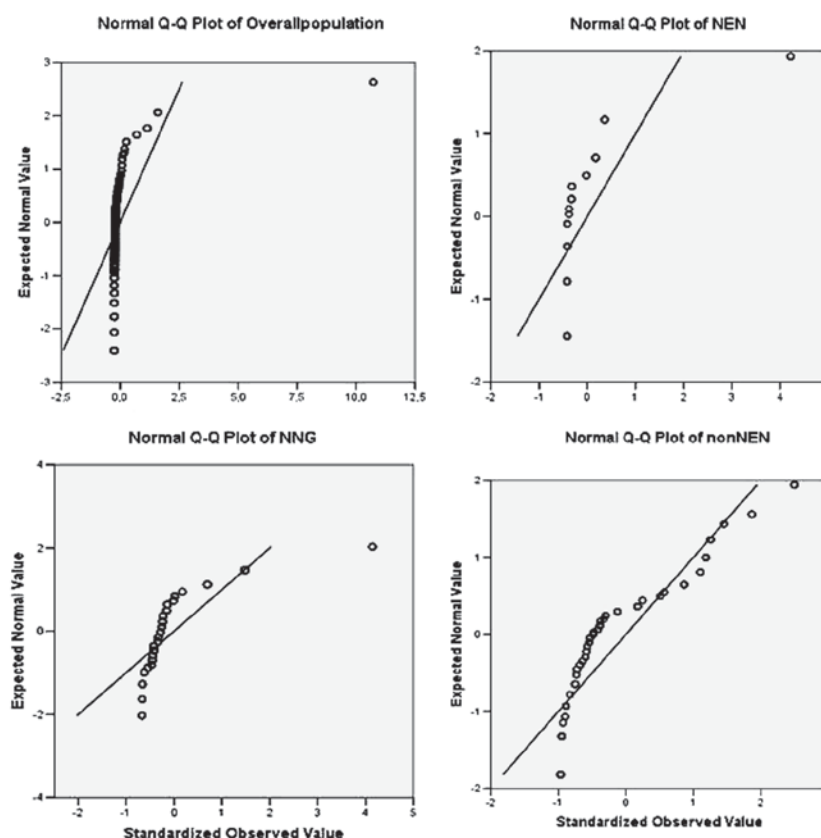 Normal Q-Q Plot of Overallpopulation
Expected Normal Value
3
2
1
0
-1
-2
-3
-2,5 0,0 2,5 5,0 7,5 10,0 12,5
Normal Q-Q Plot of NEN
Expected Normal Value
2
1
0
-1
-2
-2 -1 0 1 2 4
Normal Q-Q Plot of NNG
Expected Normal Value
4
2
0
-2
-4
-2 -1 0 1 2 3 4 5
Standardized Observed Value
Normal Q-Q Plot of nonNEN
Expected Normal Value
2
1
0
-1
-2
-2 -1 0 1 2
Standardized Observed Value